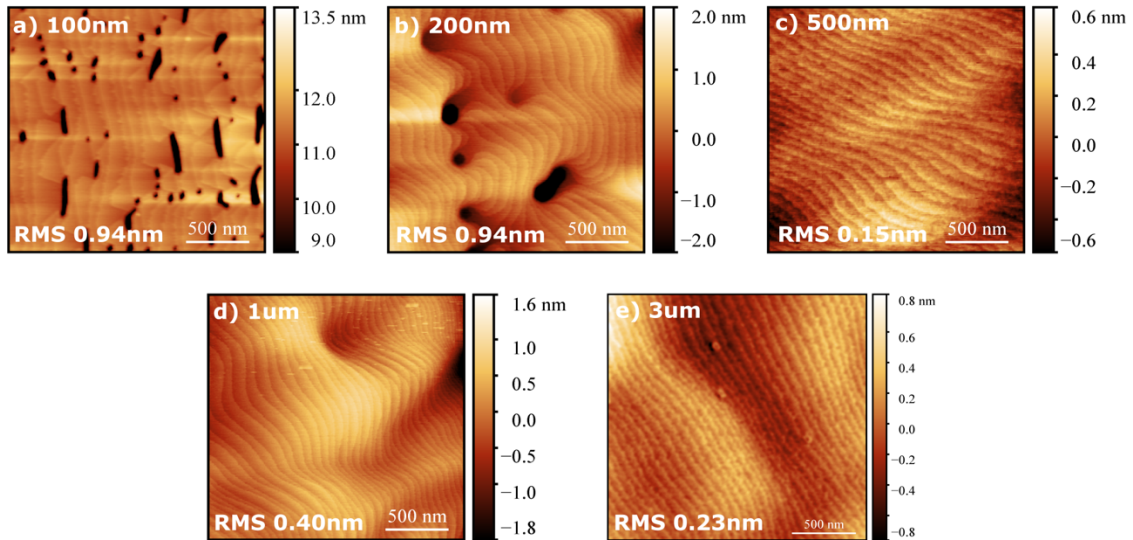 a) 100nm
RMS 0.94nm
500 nm
13.5 nm
12.0
11.0
10.0
9.0
b) 200nm
RMS 0.94nm
500 nm
2.0 nm
1.0
0.0
−1.0
−2.0
c) 500nm
RMS 0.15nm
500 nm
0.6 nm
0.4
0.2
0.0
−0.2
−0.6
d) 1um
RMS 0.40nm
500 nm
1.6 nm
1.0
0.5
0.0
−0.5
−1.0
−1.8
e) 3um
RMS 0.23nm
500 nm
0.8 nm
0.6
0.4
0.2
0.0
−0.2
−0.4
−0.8